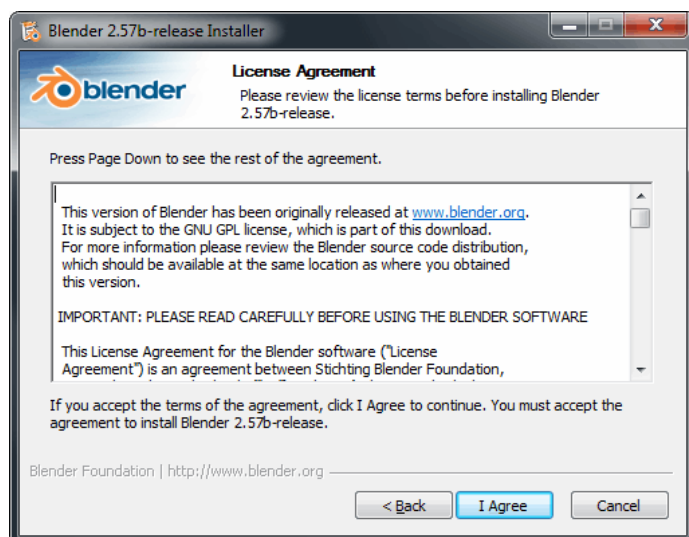 Blender 2.57b-release Installer
blender
License Agreement
Please review the license terms before installing Blender
2.57b-release.
Press Page Down to see the rest of the agreement.
This version of Blender has been originally released at www.blender.org.
It is subject to the GNU GPL license, which is part of this download.
For more information please review the Blender source code distribution,
which should be available at the same location as where you obtained
this version.
IMPORTANT: PLEASE READ CAREFULLY BEFORE USING THE BLENDER SOFTWARE
This License Agreement for the Blender software ("License
Agreement") is an agreement between Stichting Blender Foundation,
If you accept the terms of the agreement, click I Agree to continue. You must accept the
agreement to install Blender 2.57b-release.
Blender Foundation | http://www.blender.org
< Back I Agree Cancel